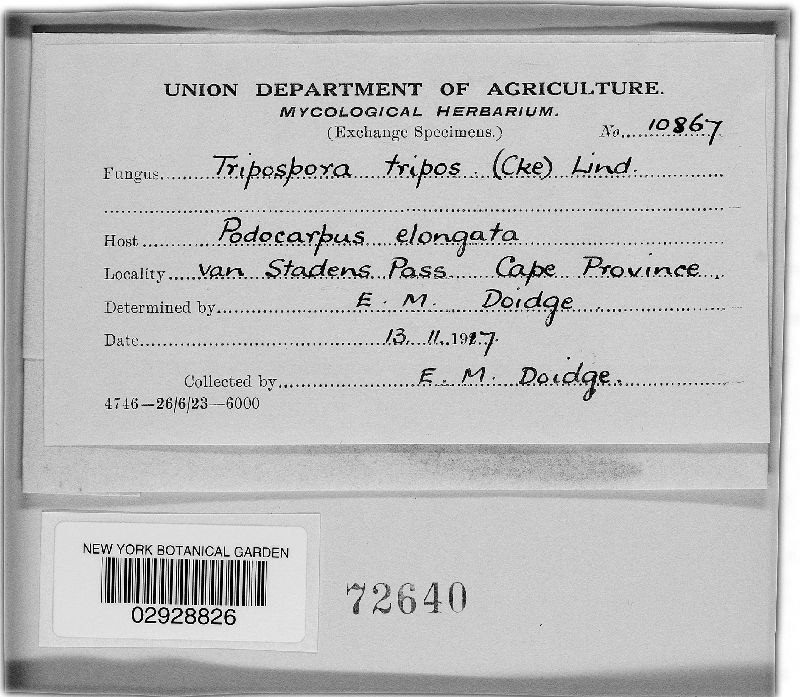 UNION DEPARTMENT OF AGRICULTURE.
MYCOLOGICAL HERBARIUM.
(Exchange Specimens.) No. 10867
Fungus Tripospora tripos (Cke) Lind.
Host Podocarpus elongata
Locality van Stadens Pass Cape Province
Determined by E. M. Doidge
Date 13. 11. 1917.
Collected by E. M. Doidge.
4746—26/6/23—6000
NEW YORK BOTANICAL GARDEN
02928826
72640